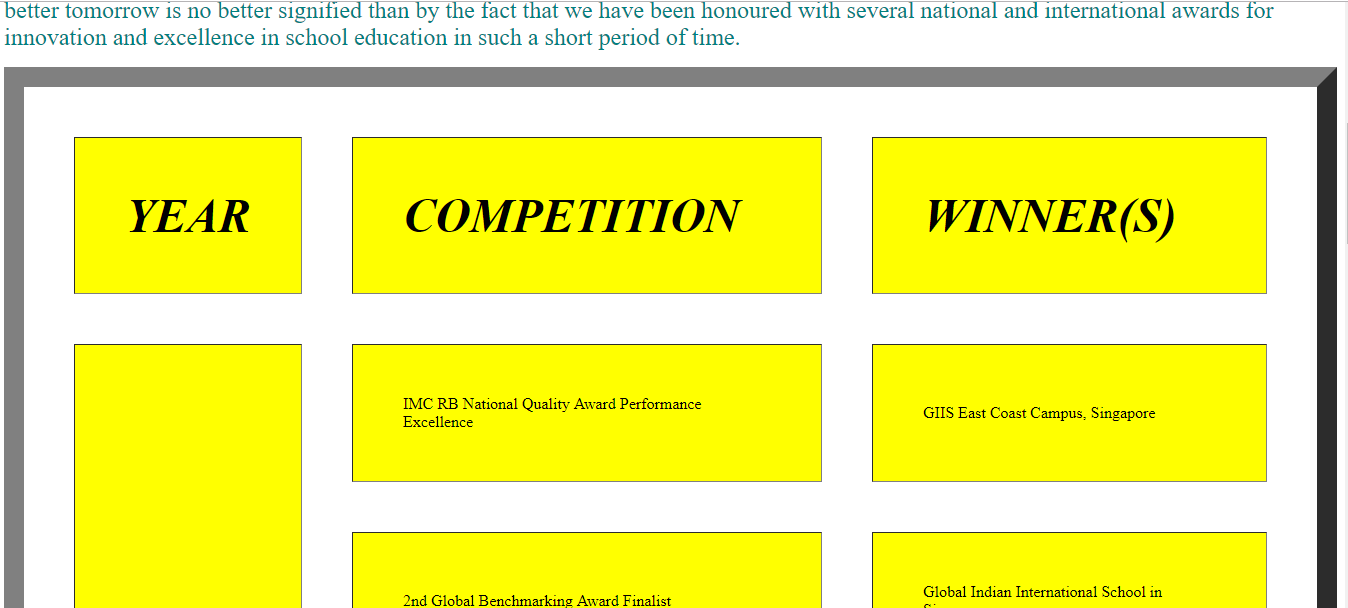 better tomorrow is no better signified than by the fact that we have been honoured with several national and international awards for
innovation and excellence in school education in such a short period of time.
YEAR
COMPETITION
WINNER(S)
IMC RB National Quality Award Performance
Excellence
GIIS East Coast Campus, Singapore
2nd Global Benchmarking Award Finalist
Global Indian International School in